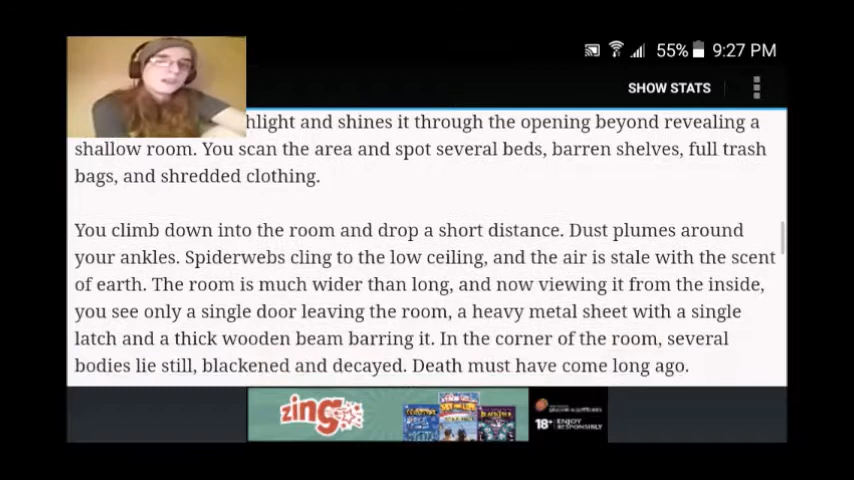 55% 9:27 PM
SHOW STATS
hlight and shines it through the opening beyond revealing a
shallow room. You scan the area and spot several beds, barren shelves, full trash
bags, and shredded clothing.
You climb down into the room and drop a short distance. Dust plumes around
your ankles. Spiderwebs cling to the low ceiling, and the air is stale with the scent
of earth. The room is much wider than long, and now viewing it from the inside,
you see only a single door leaving the room, a heavy metal sheet with a single
latch and a thick wooden beam barring it. In the corner of the room, several
bodies lie still, blackened and decayed. Death must have come long ago.
zing
18+ ENJOY
RESPONSIBLY